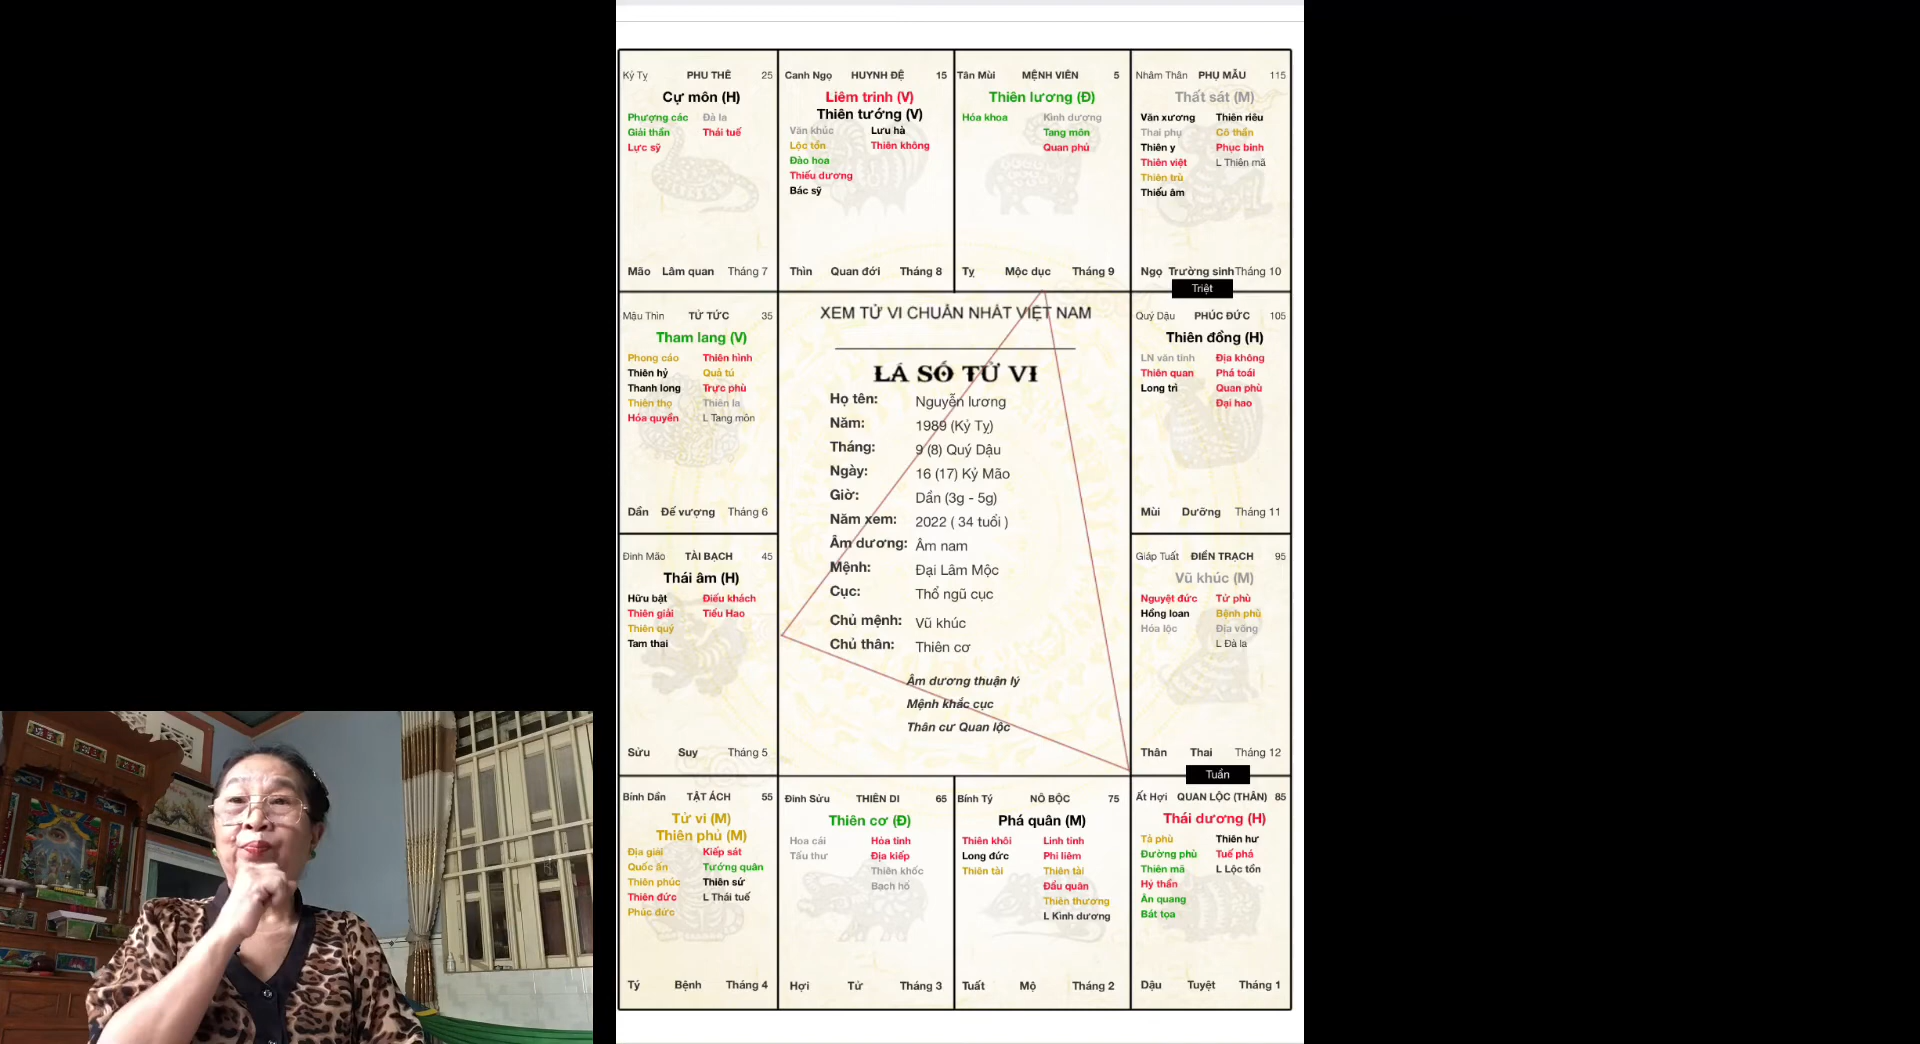 Kỷ Tỵ PHU THÊ 25
Cự môn (H)
Phượng các Đà la
Giải thần Thái tuế
Lực sỹ
Mão Lâm quan Tháng 7
Canh Ngọ HUYNH ĐỆ 15
Liêm trinh (V)
Thiên tướng (V)
Văn khúc Lưu hà
Lộc tồn Thiên không
Đào hoa
Thiếu dương
Bác sỹ
Thìn Quan đới Tháng 8
Tân Mùi MỆNH VIÊN 5
Thiên lương (Đ)
Hóa khoa Kình dương
Tang môn
Quan phủ
Tỵ Mộc dục Tháng 9
Nhâm Thân PHỤ MẪU 115
Thất sát (M)
Văn xương Thiên riêu
Thai phụ Cô thần
Thiên y Phục binh
Thiên việt L Thiên mã
Thiên trù
Thiếu âm
Ngọ Trường sinh Tháng 10
Triệt
Mậu Thìn TỬ TỨC 35
Tham lang (V)
Phong cáo Thiên hình
Thiên hỷ Quả tú
Thanh long Trực phù
Thiên thọ Thiên la
Hóa quyền L Tang môn
Dần Đế vượng Tháng 6
XEM TỬ VI CHUẨN NHẤT VIỆT NAM
LÁ SỐ TỬ VI
Họ tên: Nguyễn lương
Năm: 1989 (Kỷ Tỵ)
Tháng: 9 (8) Quý Dậu
Ngày: 16 (17) Kỷ Mão
Giờ: Dần (3g - 5g)
Năm xem: 2022 ( 34 tuổi )
Âm dương: Âm nam
Mệnh: Đại Lâm Mộc
Cục: Thổ ngũ cục
Chủ mệnh: Vũ khúc
Chủ thân: Thiên cơ
Âm dương thuận lý
Mệnh khắc cục
Thân cư Quan lộc
Quý Dậu PHÚC ĐỨC 105
Thiên đồng (H)
LN văn tinh Địa không
Thiên quan Phá toái
Long trì Quan phù
Đại hao
Mùi Dưỡng Tháng 11
Đinh Mão TÀI BẠCH 45
Thái âm (H)
Hữu bật Điếu khách
Thiên giải Tiểu Hao
Thiên quý
Tam thai
Sửu Suy Tháng 5
Giáp Tuất ĐIỀN TRẠCH 95
Vũ khúc (M)
Nguyệt đức Tử phù
Hồng loan Bệnh phù
Hóa lộc Địa võng
L Đà la
Thân Thai Tháng 12
Tuần
Bính Dần TẬT ÁCH 55
Tử vi (M)
Thiên phủ (M)
Địa giải Kiếp sát
Quốc ấn Tướng quân
Thiên phúc Thiên sứ
Thiên đức L Thái tuế
Phúc đức
Tý Bệnh Tháng 4
Đinh Sửu THIÊN DI 65
Thiên cơ (Đ)
Hoa cái Hỏa tinh
Tấu thư Địa kiếp
Thiên khốc
Bạch hổ
Hợi Tử Tháng 3
Bính Tý NÔ BỘC 75
Phá quân (M)
Thiên khôi Linh tinh
Long đức Phi liêm
Thiên tài Thiên tài
Đẩu quân
Thiên thương
L Kình dương
Tuất Mộ Tháng 2
Ất Hợi QUAN LỘC (THÂN) 85
Thái dương (H)
Tả phù Thiên hư
Đường phù Tuế phá
Thiên mã L Lộc tồn
Hỷ thần
Ân quang
Bát tọa
Dậu Tuyệt Tháng 1